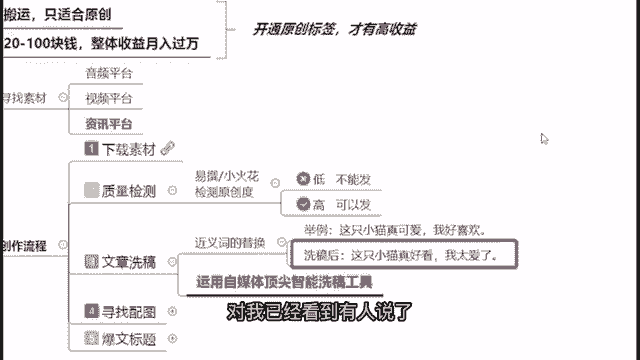 搬运，只适合原创
20-100块钱，整体收益月入过万
开通原创标签，才有高收益
寻找素材
音频平台
视频平台
资讯平台
创作流程
1 下载素材
质量检测
易撰/小火花
检测原创度
低 不能发
高 可以发
文章洗稿
近义词的替换
举例：这只小猫真可爱，我好喜欢。
洗稿后：这只小猫真好看，我太爱了。
运用自媒体顶尖智能洗稿工具
4 寻找配图
爆文标题
对我已经看到有人说了